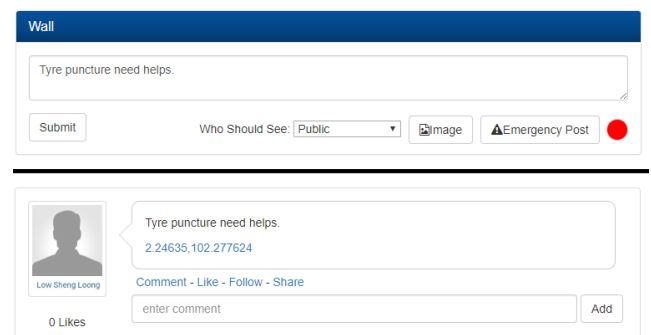 Wall
Tyre puncture need helps.
Submit
Who Should See: Public
Image
Emergency Post
Tyre puncture need helps.
2.24635,102.277624
Low Sheng Loong
Comment - Like - Follow - Share
enter comment
Add
0 Likes